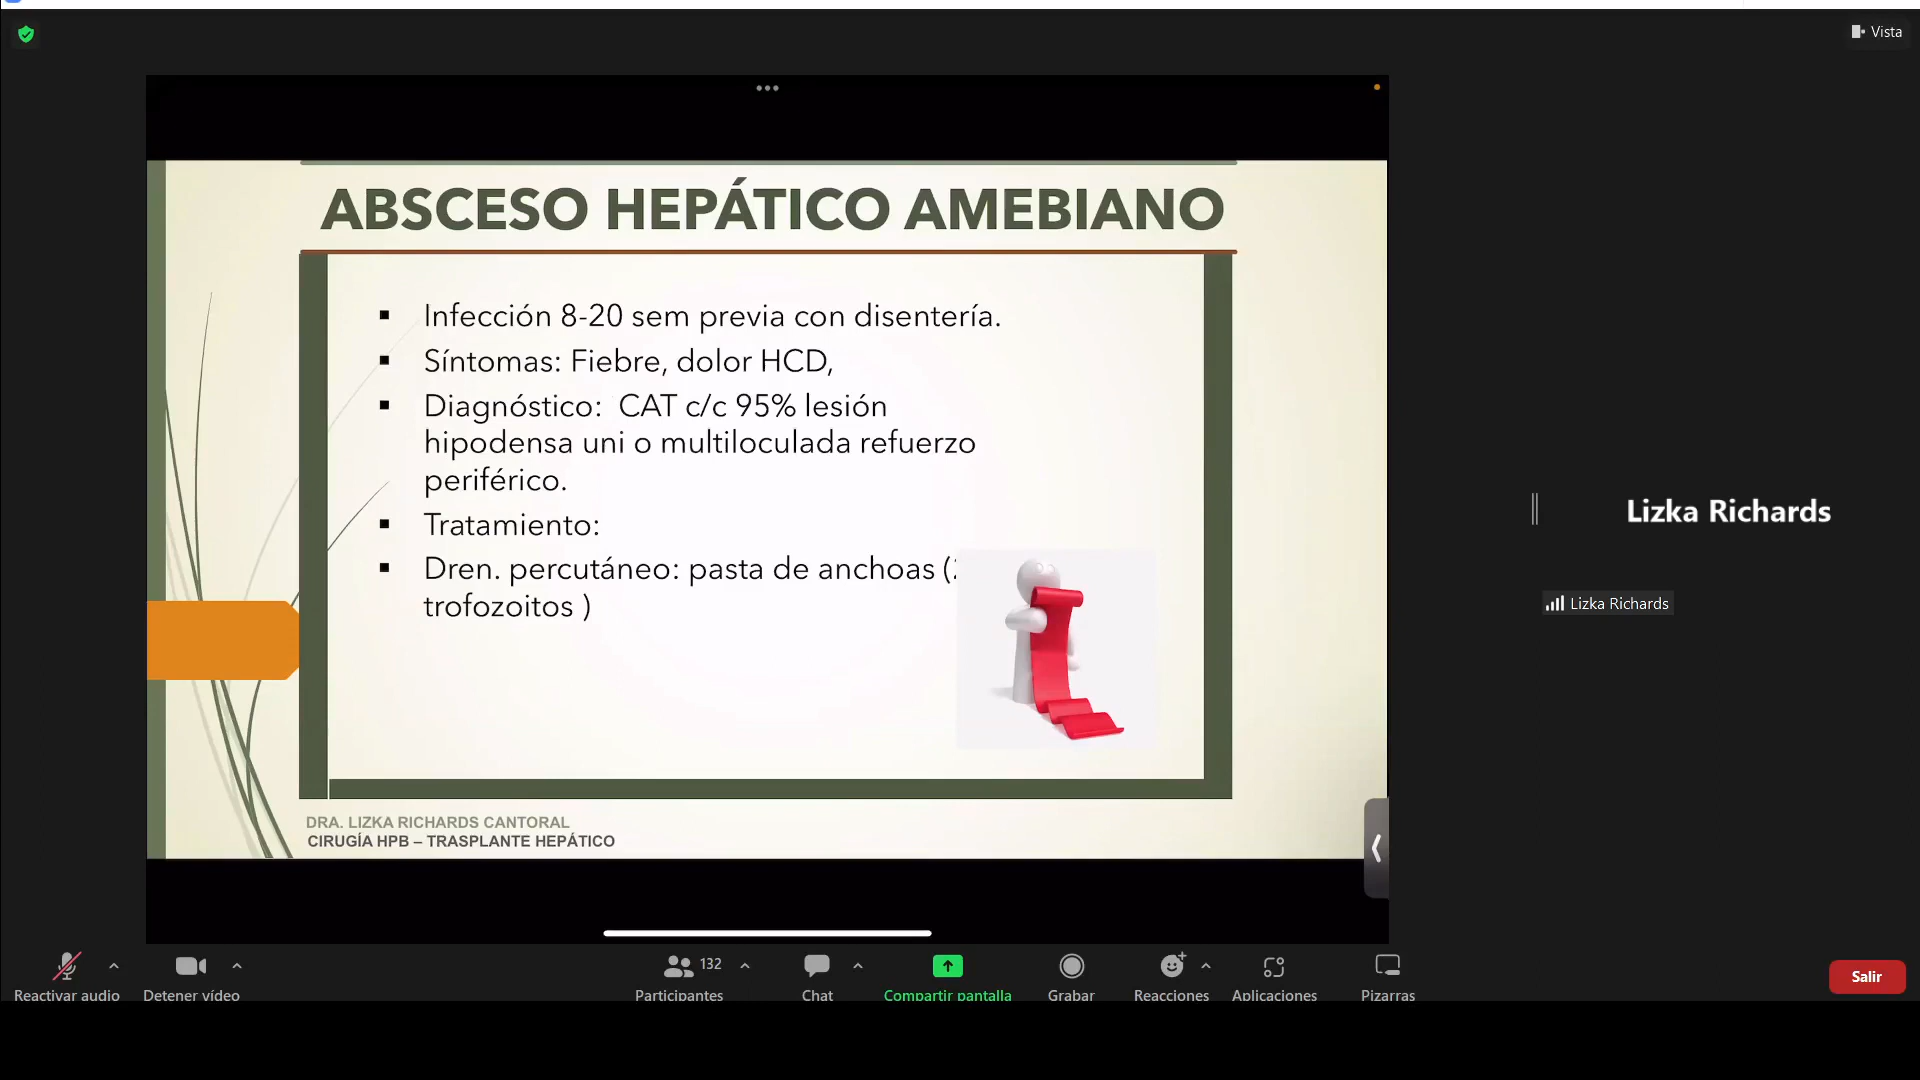 Vista
ABSCESO HEPÁTICO AMEBIANO
Infección 8-20 sem previa con disentería.
Síntomas: Fiebre, dolor HCD,
Diagnóstico: CAT c/c 95% lesión
hipodensa uni o multiloculada refuerzo
periférico.
Tratamiento:
Dren. percutáneo: pasta de anchoas (
trofozoitos )
DRA. LIZKA RICHARDS CANTORAL
CIRUGÍA HPB – TRASPLANTE HEPÁTICO
Lizka Richards
Lizka Richards
132
Reactivar audio
Detener vídeo
Participantes
Chat
Compartir pantalla
Grabar
Reacciones
Aplicaciones
Pizarras
Salir